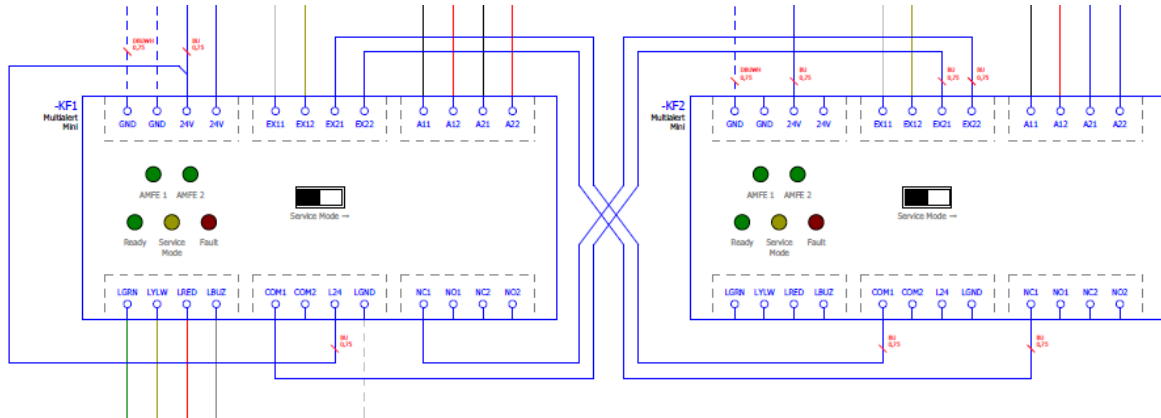 DBUWH
0,75
BU
0,75
DBUWH
0,75
BU
0,75
BU
0,75
BU
0,75
-KF1
Multialert
Mini
GND GND 24V 24V EX11 EX12 EX21 EX22 A11 A12 A21 A22
AMFE 1 AMFE 2
Service Mode →
Ready Service Mode Fault
LGRN LYLW LRED LBUZ COM1 COM2 L24 LGND NC1 NO1 NC2 NO2
BU
0,75
-KF2
Multialert
Mini
GND GND 24V 24V EX11 EX12 EX21 EX22 A11 A12 A21 A22
AMFE 1 AMFE 2
Service Mode →
Ready Service Mode Fault
LGRN LYLW LRED LBUZ COM1 COM2 L24 LGND NC1 NO1 NC2 NO2
BU
0,75
BU
0,75